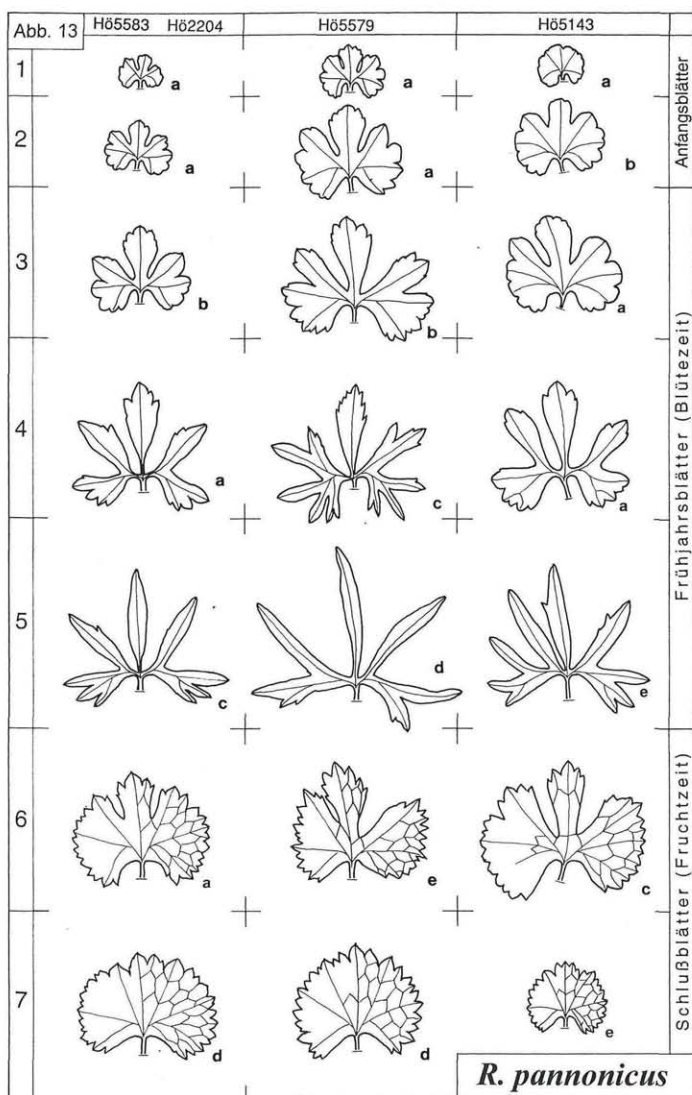 Abb. 13 Hö5583 Hö2204 Hö5579 Hö5143
1 a a a
Anfangsblätter
2 a a b
3 b b a
Frühjahrsblätter (Blütezeit)
4 a c a
5 c d e
6 a e c
Schlußblätter (Fruchtzeit)
7 d d e
R. pannonicus